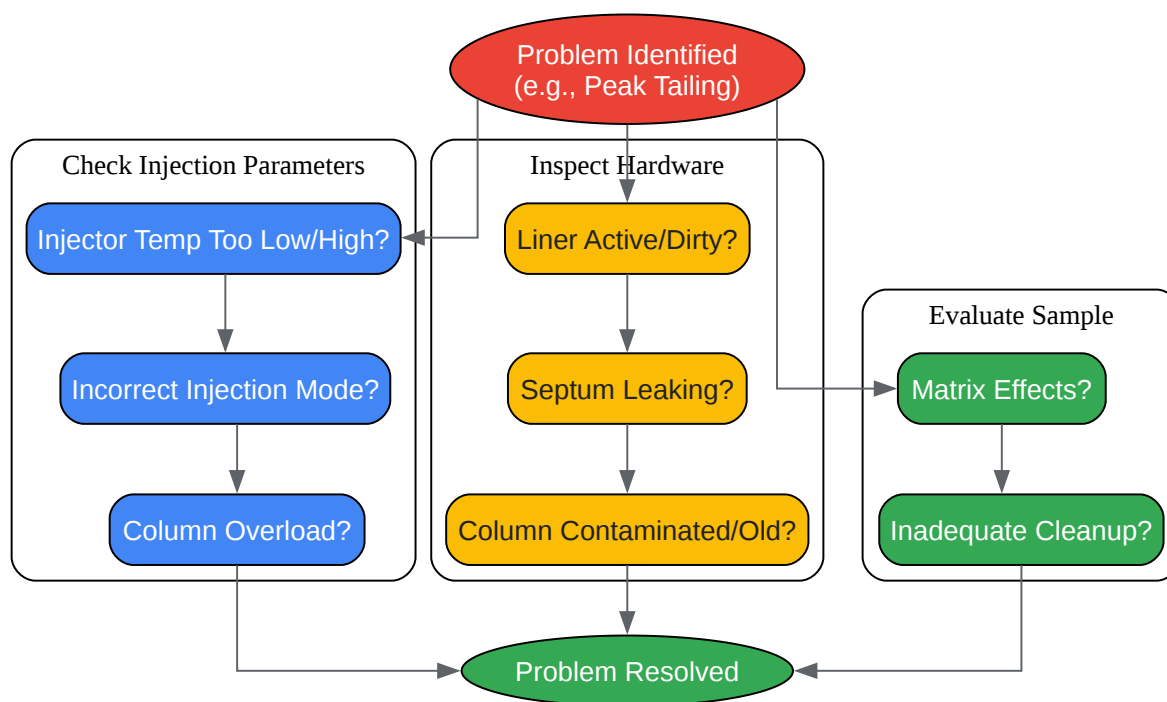 Problem Identified
(e.g., Peak Tailing)
Check Injection Parameters
Injector Temp Too Low/High?
Incorrect Injection Mode?
Column Overload?
Inspect Hardware
Liner Active/Dirty?
Septum Leaking?
Column Contaminated/Old?
Evaluate Sample
Matrix Effects?
Inadequate Cleanup?
Problem Resolved